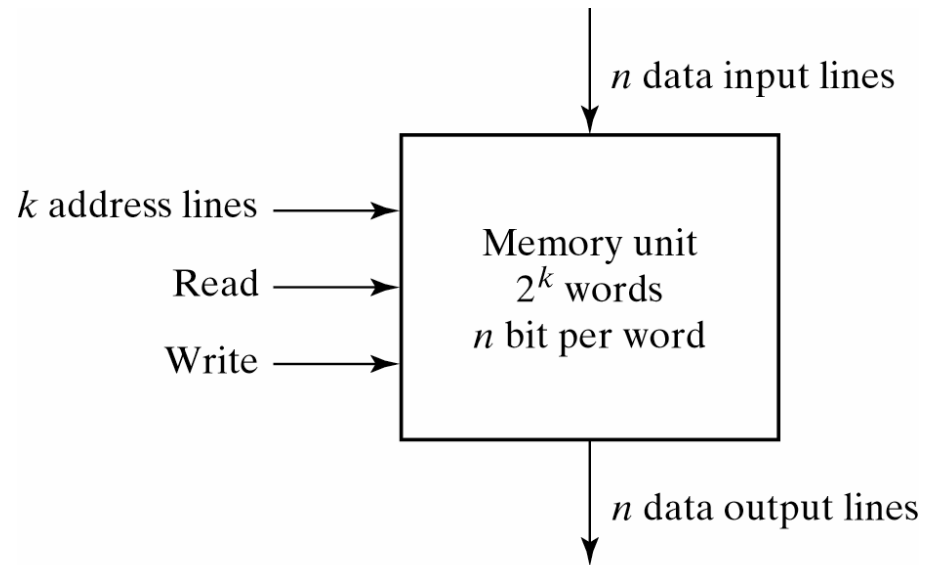 n data input lines
k address lines
Read
Write
Memory unit
2^k words
n bit per word
n data output lines